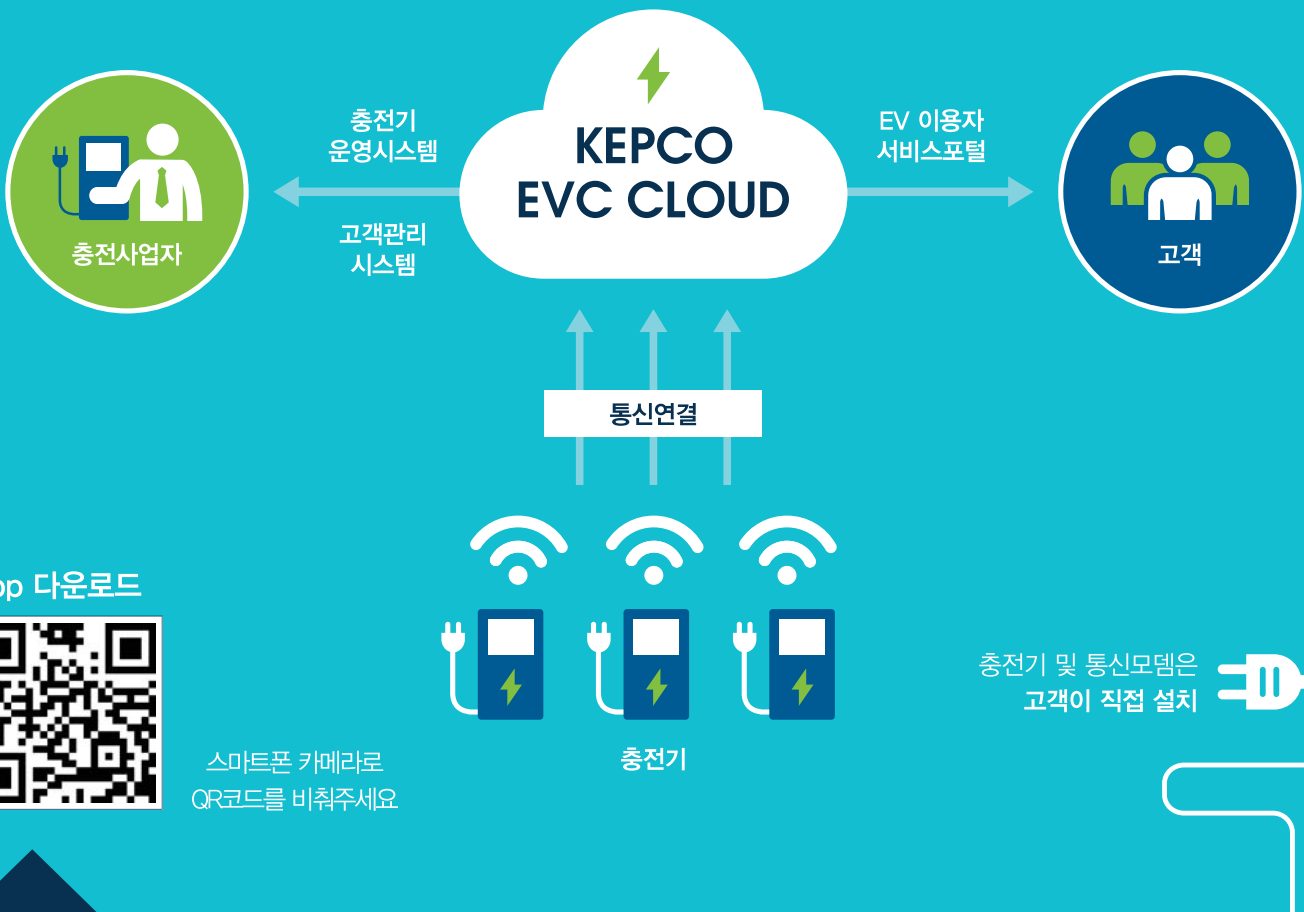 충전기
운영시스템
고객관리
시스템
충전사업자
KEPCO
EVC CLOUD
EV 이용자
서비스포털
고객
통신연결
충전기
다운로드
스마트폰 카메라로
QR코드를 비춰주세요
충전기 및 통신모뎀은
고객이 직접 설치